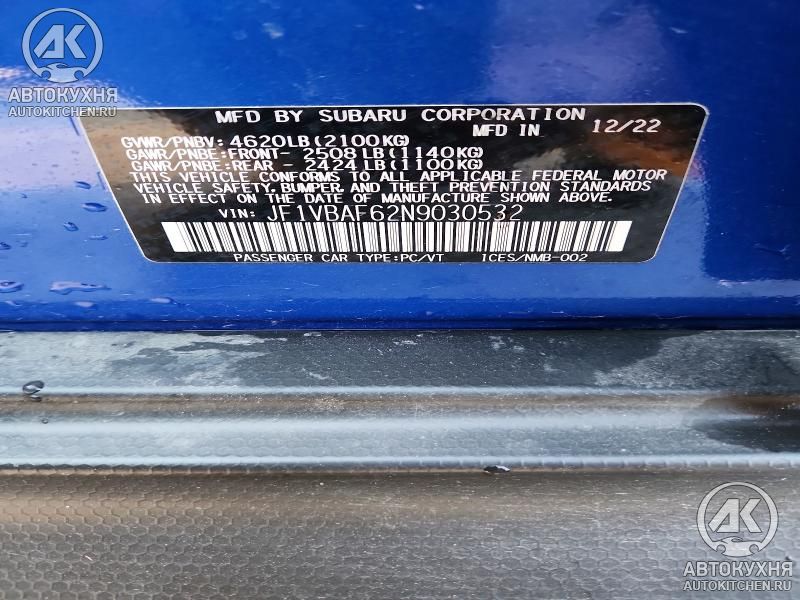 АВТОКУХНЯ
AUTOKITCHEN.RU
MFD BY SUBARU CORPORATION
MFD IN 12/22
GVWR/PNBV: 4620LB(2100KG)
GAWR/PNBE:FRONT- 2508LB(1140KG)
GAWR/PNBE:REAR - 2424LB(1100KG)
THIS VEHICLE CONFORMS TO ALL APPLICABLE FEDERAL MOTOR
VEHICLE SAFETY, BUMPER, AND THEFT PREVENTION STANDARDS
IN EFFECT ON THE DATE OF MANUFACTURE SHOWN ABOVE.
VIN: JF1VBAF62N9030532
PASSENGER CAR TYPE:PC/VT ICES/NMB-002
АК
АВТОКУХНЯ
AUTOKITCHEN.RU